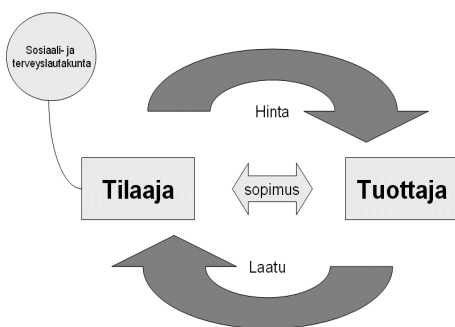 Sosiaali- ja
terveyslautakunta
Hinta
Tilaaja
sopimus
Tuottaja
Laatu